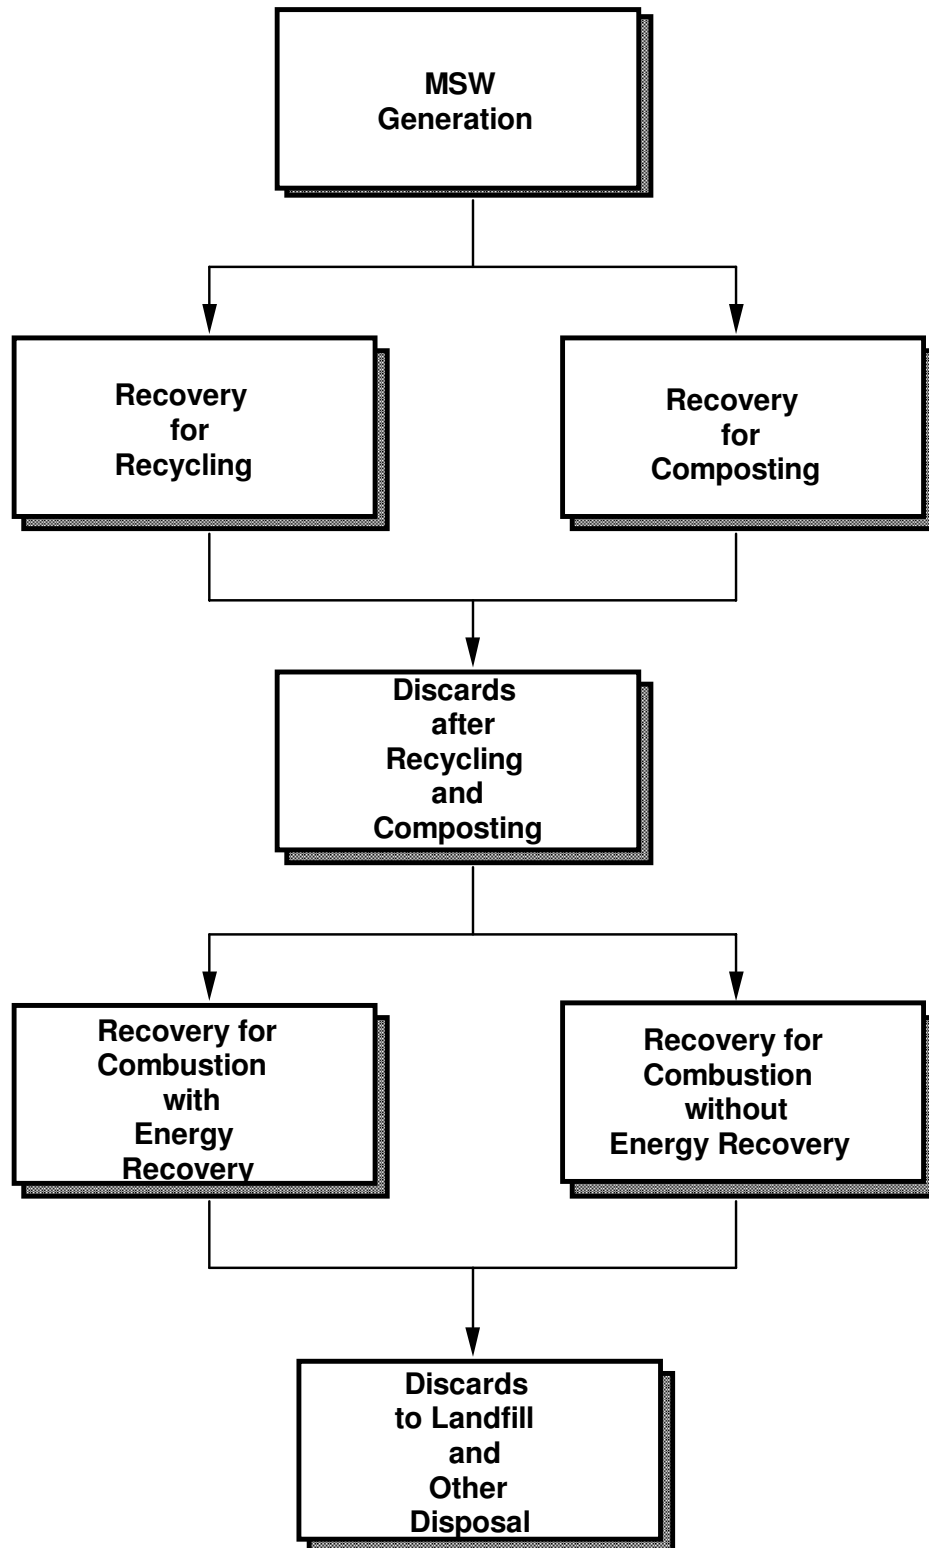 MSW
Generation
Recovery
for
Recycling
Recovery
for
Composting
Discards
after
Recycling
and
Composting
Recovery for
Combustion
with
Energy
Recovery
Recovery for
Combustion
without
Energy Recovery
Discards
to Landfill
and
Other
Disposal